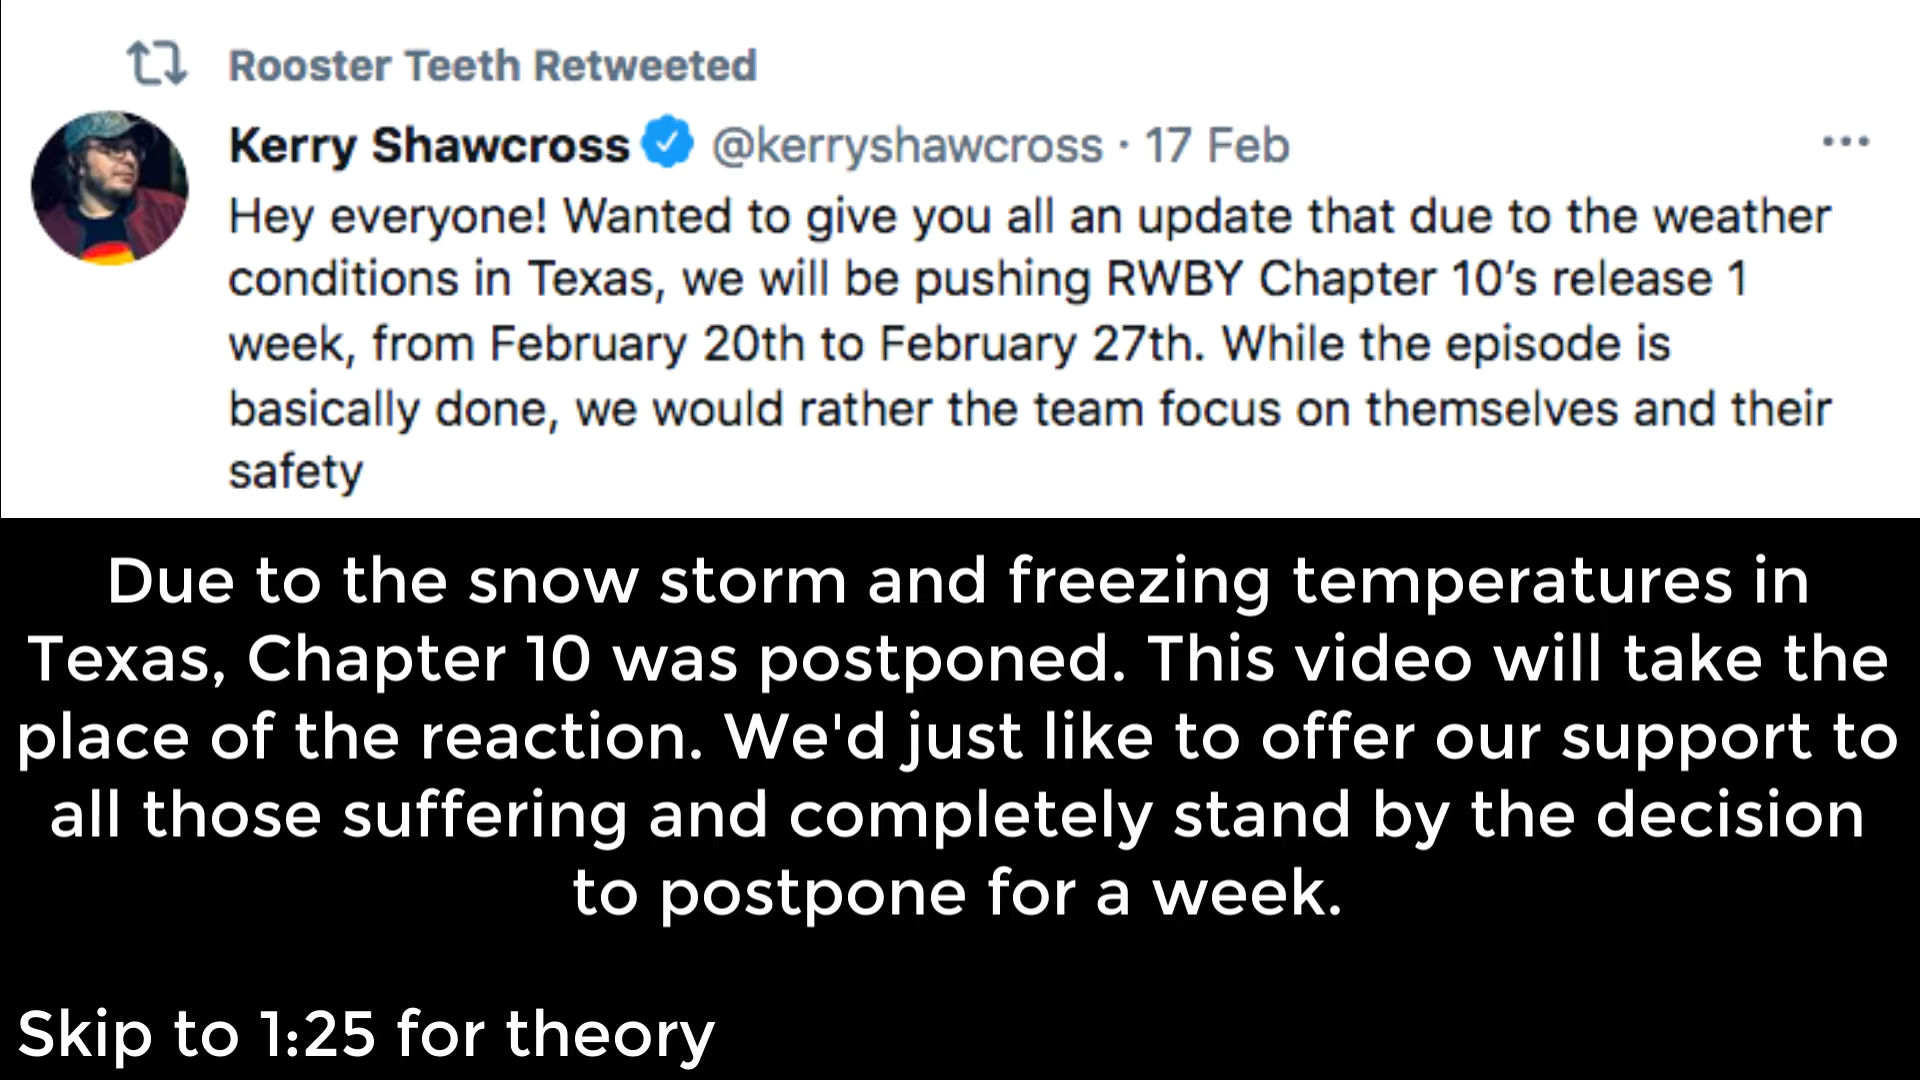 Rooster Teeth Retweeted
Kerry Shawcross @kerryshawcross · 17 Feb
Hey everyone! Wanted to give you all an update that due to the weather
conditions in Texas, we will be pushing RWBY Chapter 10’s release 1
week, from February 20th to February 27th. While the episode is
basically done, we would rather the team focus on themselves and their
safety
Due to the snow storm and freezing temperatures in
Texas, Chapter 10 was postponed. This video will take the
place of the reaction. We'd just like to offer our support to
all those suffering and completely stand by the decision
to postpone for a week.
Skip to 1:25 for theory